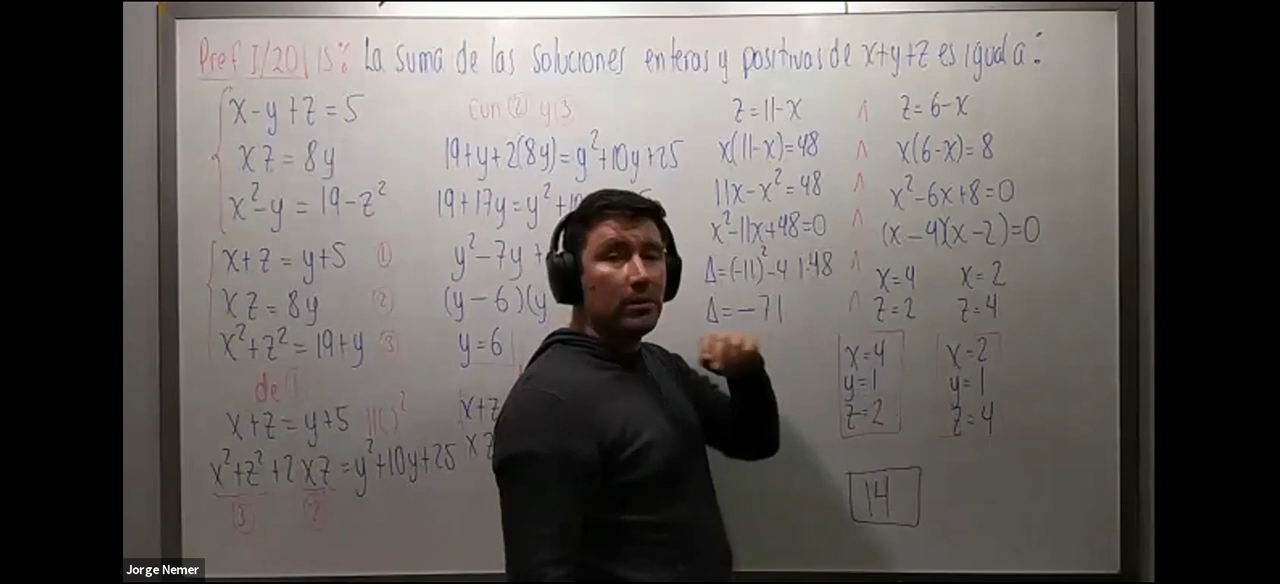 Pref I/20| 15% La suma de las soluciones enteras y positivas de x+y+z es igual a:
x-y+z=5
xz=8y
x²-y=19-z²
x+z=y+5 ①
xz=8y ②
x²+z²=19+y ③
de ①
x+z=y+5 ||()²
x²+z²+2xz=y²+10y+25
③ ②
con ② y ③
19+y+2(8y)=y²+10y+25
19+17y=y²+10
y²-7y+
(y-6)(y
y=6
x+z
xz
z=11-x ∧ z=6-x
x(11-x)=48 ∧ x(6-x)=8
11x-x²=48 ∧ x²-6x+8=0
x²-11x+48=0 ∧ (x-4)(x-2)=0
Δ=(-11)²-4·1·48 ∧ x=4 x=2
Δ=-71 ∧ z=2 z=4
x=4 x=2
y=1 y=1
z=2 z=4
14
Jorge Nemer